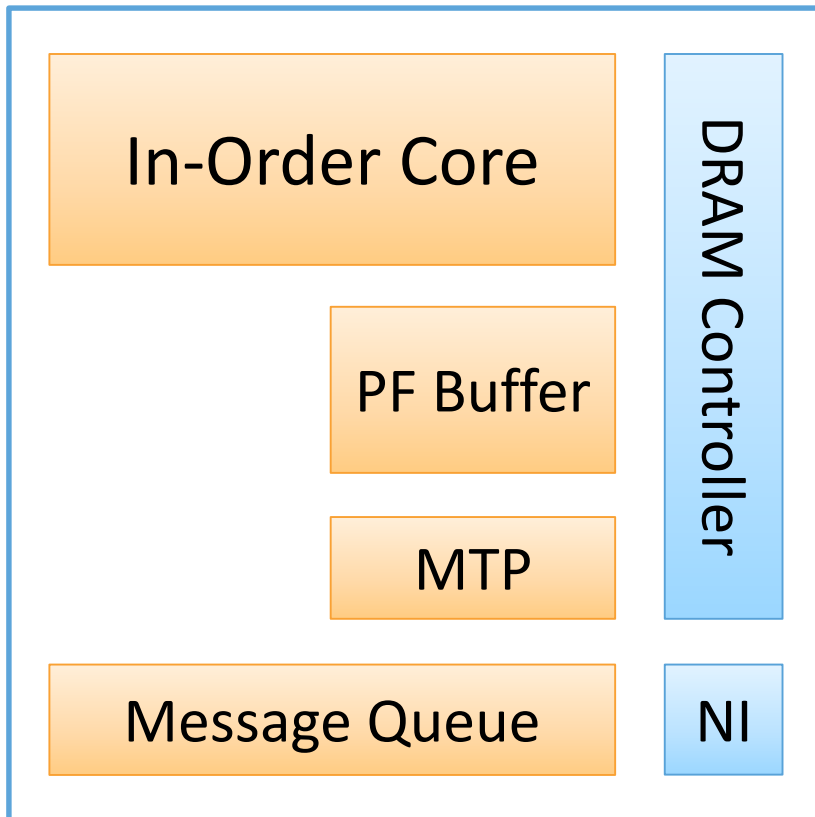 In-Order Core
DRAM Controller
PF Buffer
MTP
Message Queue
NI